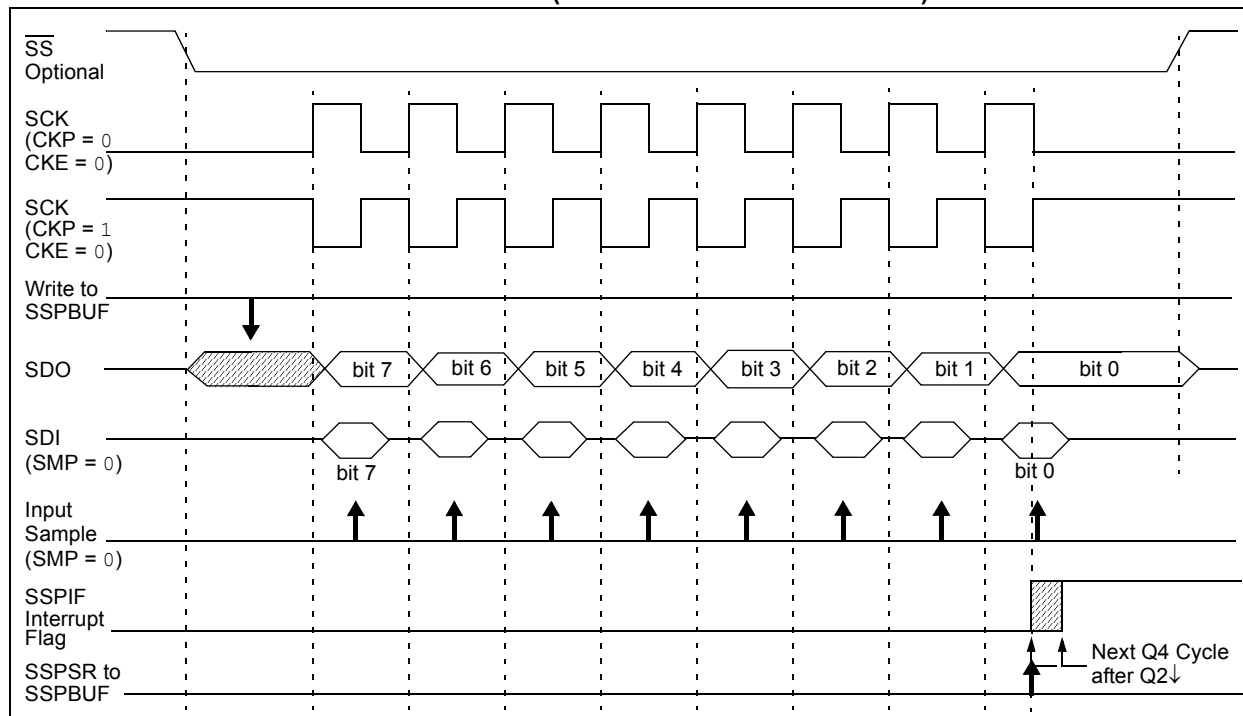 SS
Optional
SCK
(CKP = 0
CKE = 0)
SCK
(CKP = 1
CKE = 0)
Write to
SSPBUF
SDO
bit 7
bit 6
bit 5
bit 4
bit 3
bit 2
bit 1
bit 0
SDI
(SMP = 0)
bit 7
bit 0
Input
Sample
(SMP = 0)
SSPIF
Interrupt
Flag
Next Q4 Cycle
after Q2↓
SSPSR to
SSPBUF